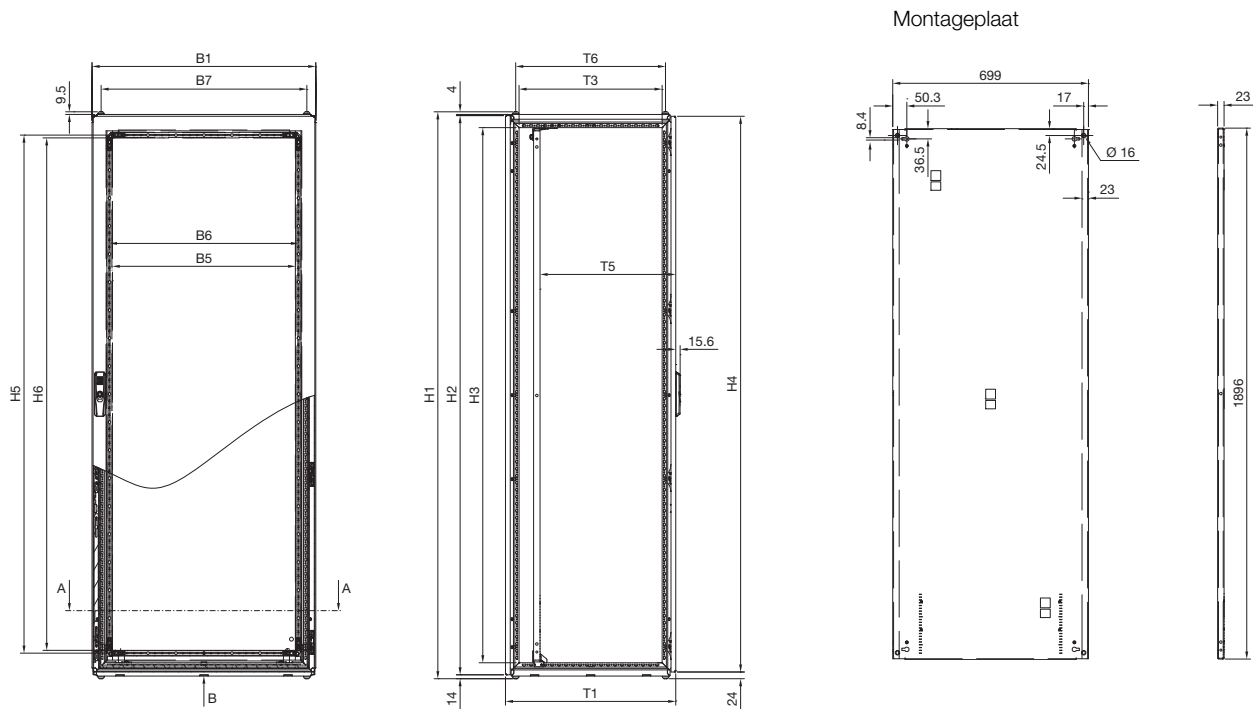 Montageplaat
B1
B7
9.5
B6
B5
H5
H6
A
A
B
T6
T3
4
T5
15.6
H1
H2
H3
H4
T1
14
24
699
50.3
17
8.4
36.5
24.5
Ø 16
23
23
1896